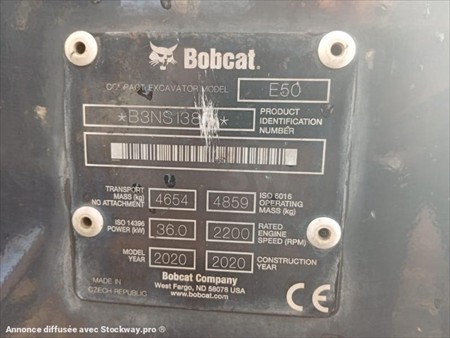 Bobcat.
COMPACT EXCAVATOR MODEL E50
PRODUCT IDENTIFICATION NUMBER
TRANSPORT MASS (kg) NO ATTACHMENT 4654 4859 ISO 6016 OPERATING MASS (kg)
ISO 14396 POWER (kW) 36.0 2200 RATED ENGINE SPEED (RPM)
MODEL YEAR 2020 2020 CONSTRUCTION YEAR
MADE IN CZECH REPUBLIC
Bobcat Company
West Fargo, ND 58078 USA
www.bobcat.com
CE
Annonce diffusée avec Stockway.pro ®